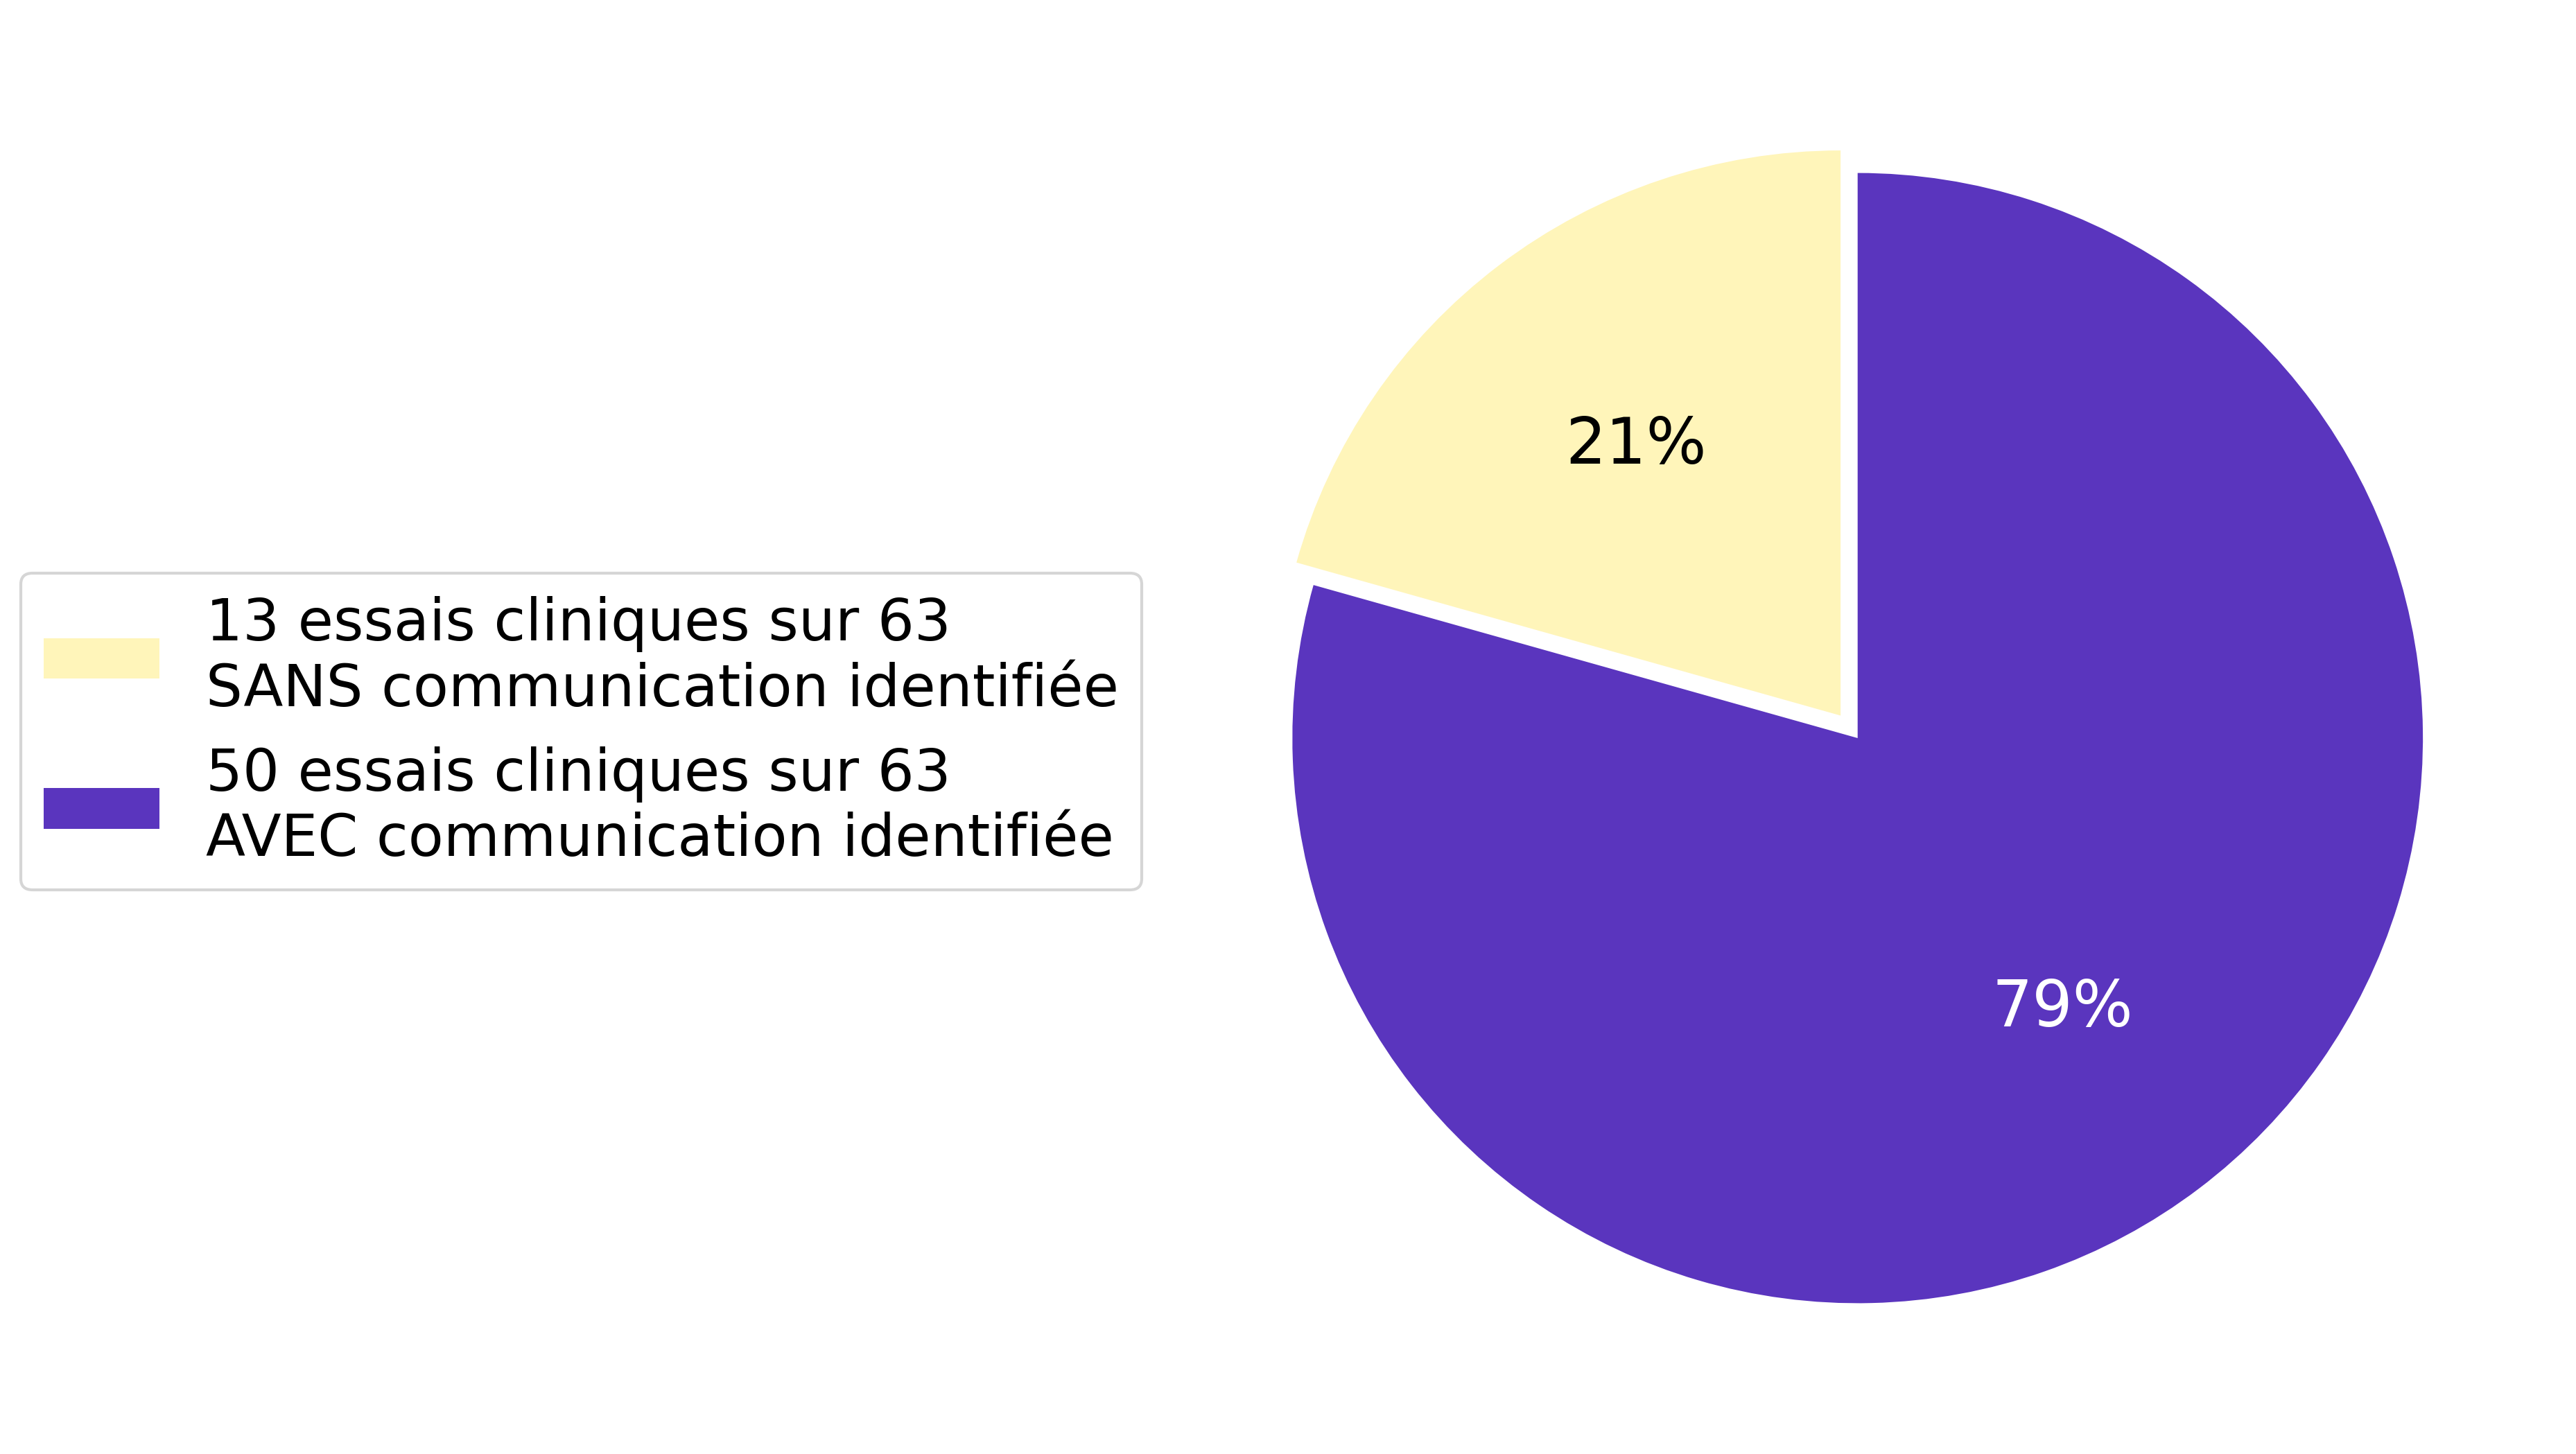 13 essais cliniques sur 63
SANS communication identifiée
50 essais cliniques sur 63
AVEC communication identifiée
21%
79%